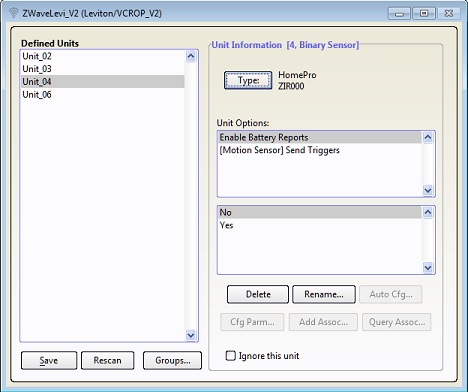 ZWaveLevi_V2 (Leviton/VCROP_V2)
Defined Units
Unit_02
Unit_03
Unit_04
Unit_06
Save
Rescan
Groups...
Unit Information [4, Binary Sensor]
Type:
HomePro
ZIR000
Unit Options:
Enable Battery Reports
[Motion Sensor] Send Triggers
No
Yes
Delete
Rename...
Auto Cfg...
Cfg Parm...
Add Assoc...
Query Assoc...
Ignore this unit